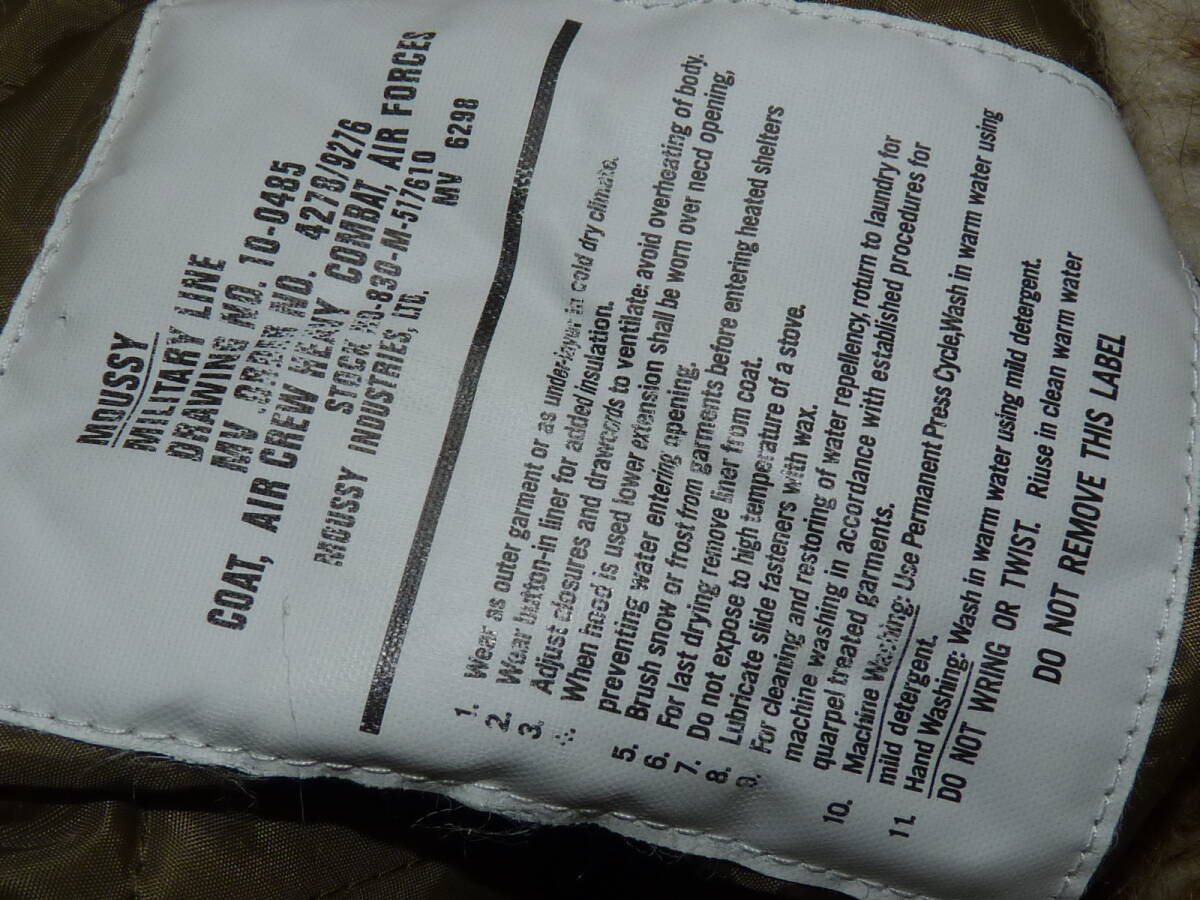 MOUSSY
MILITARY LINE
DRAWING NO. 10-0485
MV .DRAW NO. 4278/9276
COAT, AIR CREW HEAVY COMBAT, AIR FORCES
STOCK NO-830-M-517610
MOUSSY INDUSTRIES, LTD. MV 6298
1. Wear as outer garment or as under-layer in cold dry climate.
2. Wear button-in liner for added insulation.
3. Adjust closures and drawcords to ventilate: avoid overheating of body.
4. When hood is used lower extension shall be worn over necd opening,
preventing water entering opening.
5. Brush snow or frost from garments before entering heated shelters
6. For last drying remove liner from coat.
7. Do not expose to high temperature of a stove.
8. Lubricate slide fasteners with wax.
9. For cleaning and restoring of water repellency, return to laundry for
machine washing in accordance with established procedures for
quarpel treated garments.
10. Machine Washing: Use Permanent Press Cycle,Wash in warm water using
mild detergent.
11. Hand Washing: Wash in warm water using mild detergent.
DO NOT WRING OR TWIST. Riuse in clean warm water
DO NOT REMOVE THIS LABEL